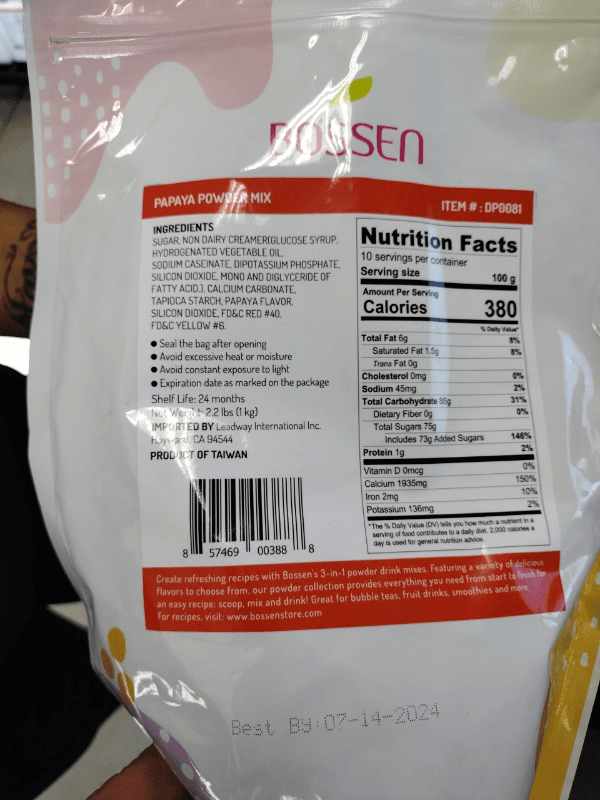 BOSSEN
PAPAYA POWDER MIX
ITEM # : DP0081
INGREDIENTS
SUGAR, NON DAIRY CREAMER(GLUCOSE SYRUP,
HYDROGENATED VEGETABLE OIL,
SODIUM CASEINATE, DIPOTASSIUM PHOSPHATE,
SILICON DIOXIDE, MONO AND DIGLYCERIDE OF
FATTY ACID.), CALCIUM CARBONATE,
TAPIOCA STARCH, PAPAYA FLAVOR,
SILICON DIOXIDE, FD&C RED #40,
FD&C YELLOW #6.
● Seal the bag after opening
● Avoid excessive heat or moisture
● Avoid constant exposure to light
● Expiration date as marked on the package
Shelf Life: 24 months
Net Weight: 2.2 lbs (1 kg)
IMPORTED BY Leadway International Inc.
Hayward, CA 94544
PRODUCT OF TAIWAN
8 57469 00388 8
Nutrition Facts
10 servings per container
Serving size 100 g
Amount Per Serving
Calories 380
% Daily Value*
Total Fat 6g 8%
Saturated Fat 1.5g 8%
Trans Fat 0g
Cholesterol 0mg 0%
Sodium 45mg 2%
Total Carbohydrate 85g 31%
Dietary Fiber 0g 0%
Total Sugars 75g
Includes 73g Added Sugars 146%
Protein 1g 2%
Vitamin D 0mcg 0%
Calcium 1935mg 150%
Iron 2mg 10%
Potassium 136mg 2%
*The % Daily Value (DV) tells you how much a nutrient in a
serving of food contributes to a daily diet. 2,000 calories a
day is used for general nutrition advice.
Create refreshing recipes with Bossen's 3-in-1 powder drink mixes. Featuring a variety of delicious
flavors to choose from, our powder collection provides everything you need from start to finish for
an easy recipe: scoop, mix and drink! Great for bubble teas, fruit drinks, smoothies and more.
For recipes, visit: www.bossenstore.com
Best By:07-14-2024